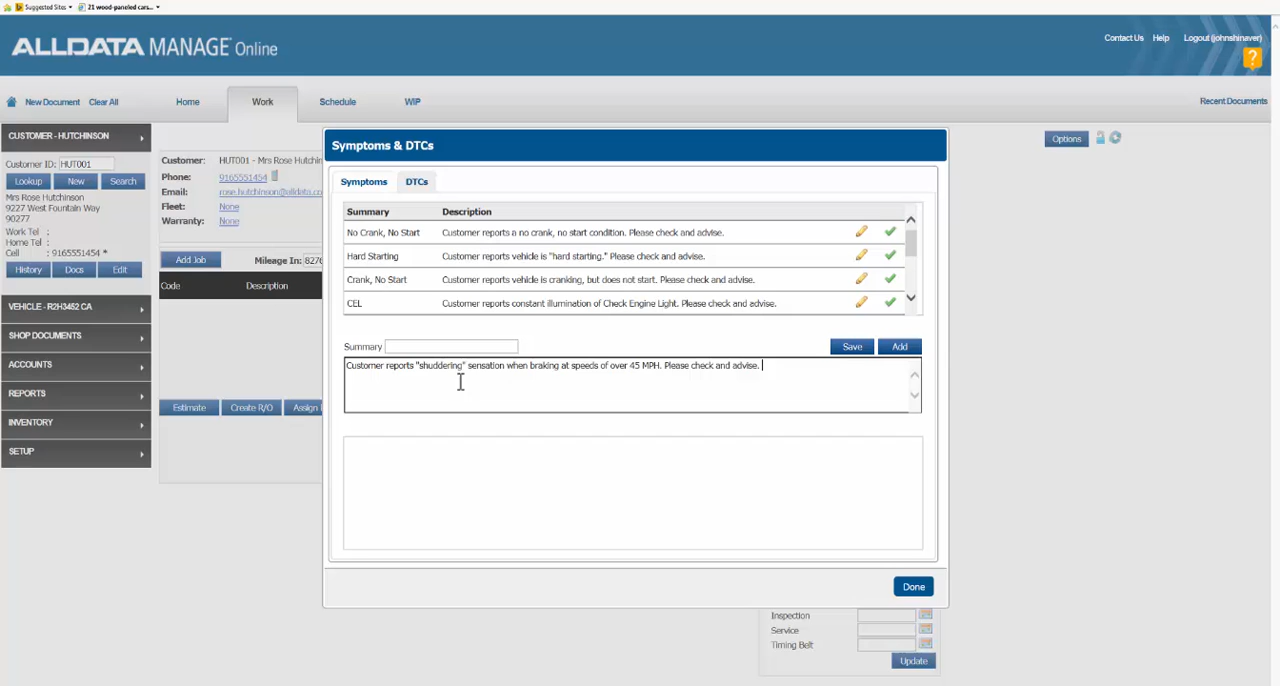 Suggested Sites
21 wood-paneled cars...
ALLDATA MANAGE Online
Contact Us Help Logout (johnshinaver)
?
New Document Clear All
Home Work Schedule WIP
Recent Documents
CUSTOMER - HUTCHINSON
Customer ID: HUT001
Lookup New Search
Mrs Rose Hutchinson
9227 West Fountain Way
90277
Work Tel :
Home Tel :
Cell : 9165551454 *
History Docs Edit
VEHICLE - R2H3452 CA
SHOP DOCUMENTS
ACCOUNTS
REPORTS
INVENTORY
SETUP
Customer: HUT001 - Mrs Rose Hutchin
Phone: 9165551454
Email: rose.hutchinson@alldata.co
Fleet: None
Warranty: None
Add Job Mileage In: 8276
Code Description
Estimate Create R/O Assign
Options
Symptoms & DTCs
Symptoms DTCs
Summary Description
No Crank, No Start Customer reports a no crank, no start condition. Please check and advise.
Hard Starting Customer reports vehicle is "hard starting." Please check and advise.
Crank, No Start Customer reports vehicle is cranking, but does not start. Please check and advise.
CEL Customer reports constant illumination of Check Engine Light. Please check and advise.
Summary Save Add
Customer reports "shuddering" sensation when braking at speeds of over 45 MPH. Please check and advise.
Done
Inspection
Service
Timing Belt
Update